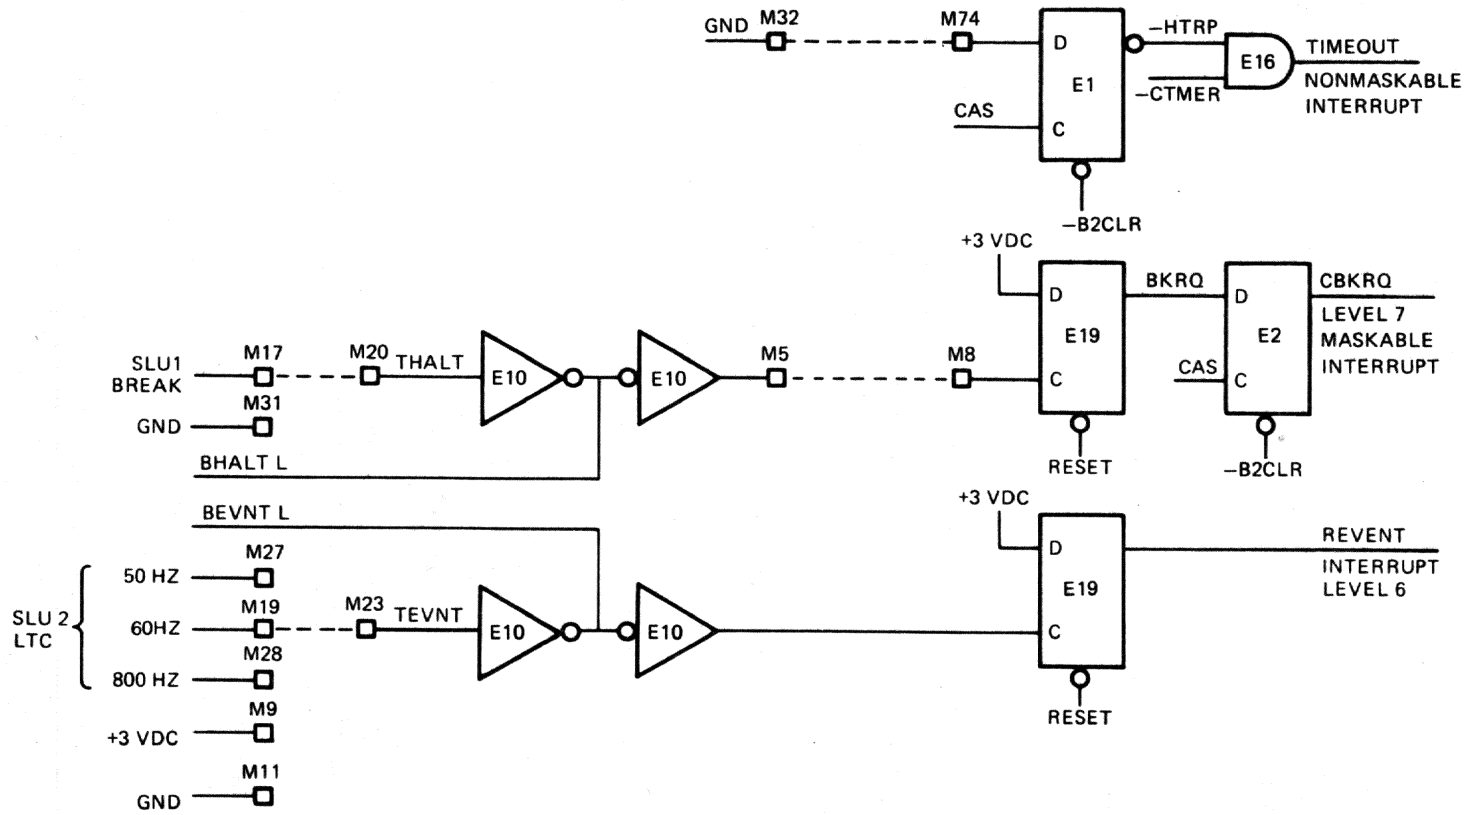 GND M32 M74
D
E1
C
CAS
-HTRP
-CTMER
E16
TIMEOUT
NONMASKABLE
INTERRUPT
-B2CLR
+3 VDC
D
E19
C
RESET
BKRQ
D
E2
CAS C
-B2CLR
CBKRQ
LEVEL 7
MASKABLE
INTERRUPT
SLU1
BREAK
M17 M20 THALT
E10 E10
M5 M8
M31
GND
BHALT L
BEVNT L
SLU 2
LTC
50 HZ M27
60HZ M19 M23 TEVNT
E10 E10
800 HZ M28
+3 VDC M9
GND M11
+3 VDC
D
E19
C
RESET
REVENT
INTERRUPT
LEVEL 6